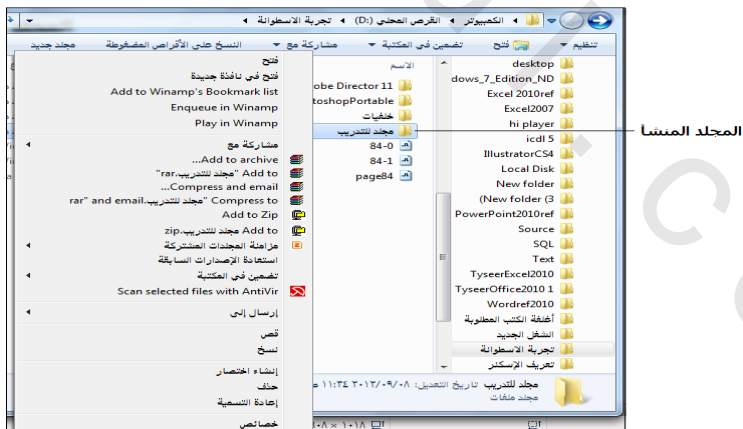 الكمبيوتر ◂ القرص المحلي (D:) ◂ تجربة الاسطوانة ◂
تنظيم فتح تضمين في المكتبة مشاركة مع النسخ على الأقراص المضغوطة مجلد جديد
desktop
dows_7_Edition_ND
Excel 2010ref
Excel2007
hi player
icdl 5
IllustratorCS4
Local Disk
New folder
(New folder (3
PowerPoint2010ref
Source
SQL
Text
TyseerExcel2010
TyseerOffice2010 1
Wordref2010
أغلفة الكتب المطلوبة
الشغل الجديد
تجربة الاسطوانة
تعريف الإسكنر
الاسم
obe Director 11
toshopPortable
خلفيات
مجلد للتدريب
84-0
84-1
page84
المجلد المنشأ
فتح
فتح في نافذة جديدة
Add to Winamp's Bookmark list
Enqueue in Winamp
Play in Winamp
مشاركة مع
...Add to archive
Add to "مجلد للتدريب.rar"
...Compress and email
Compress to "مجلد للتدريب.rar" and email
Add to Zip
Add to مجلد للتدريب.zip
مزامنة المجلدات المشتركة
استعادة الإصدارات السابقة
تضمين في المكتبة
Scan selected files with AntiVir
إرسال إلى
قص
نسخ
إنشاء اختصار
حذف
إعادة التسمية
خصائص
مجلد للتدريب تاريخ التعديل: ٢٠١٢/٠٩/٠٨ ١١:٣٤
مجلد ملفات